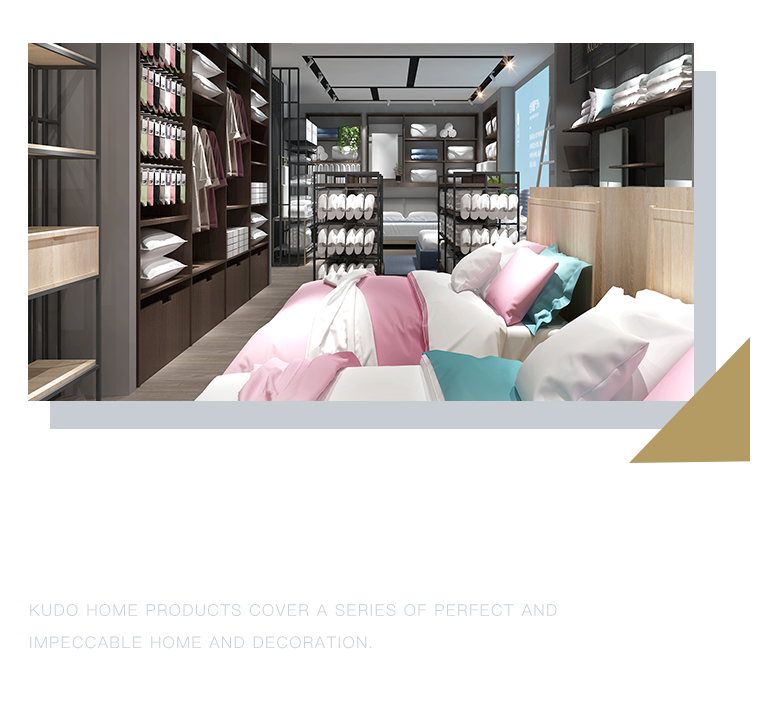 KUDO HOME PRODUCTS COVER A SERIES OF PERFECT AND
IMPECCABLE HOME AND DECORATION.